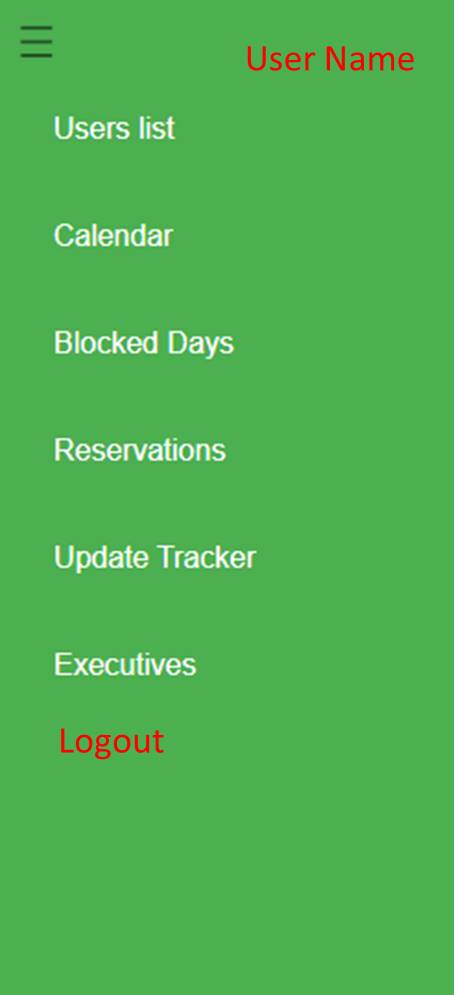 User Name
Users list
Calendar
Blocked Days
Reservations
Update Tracker
Executives
Logout